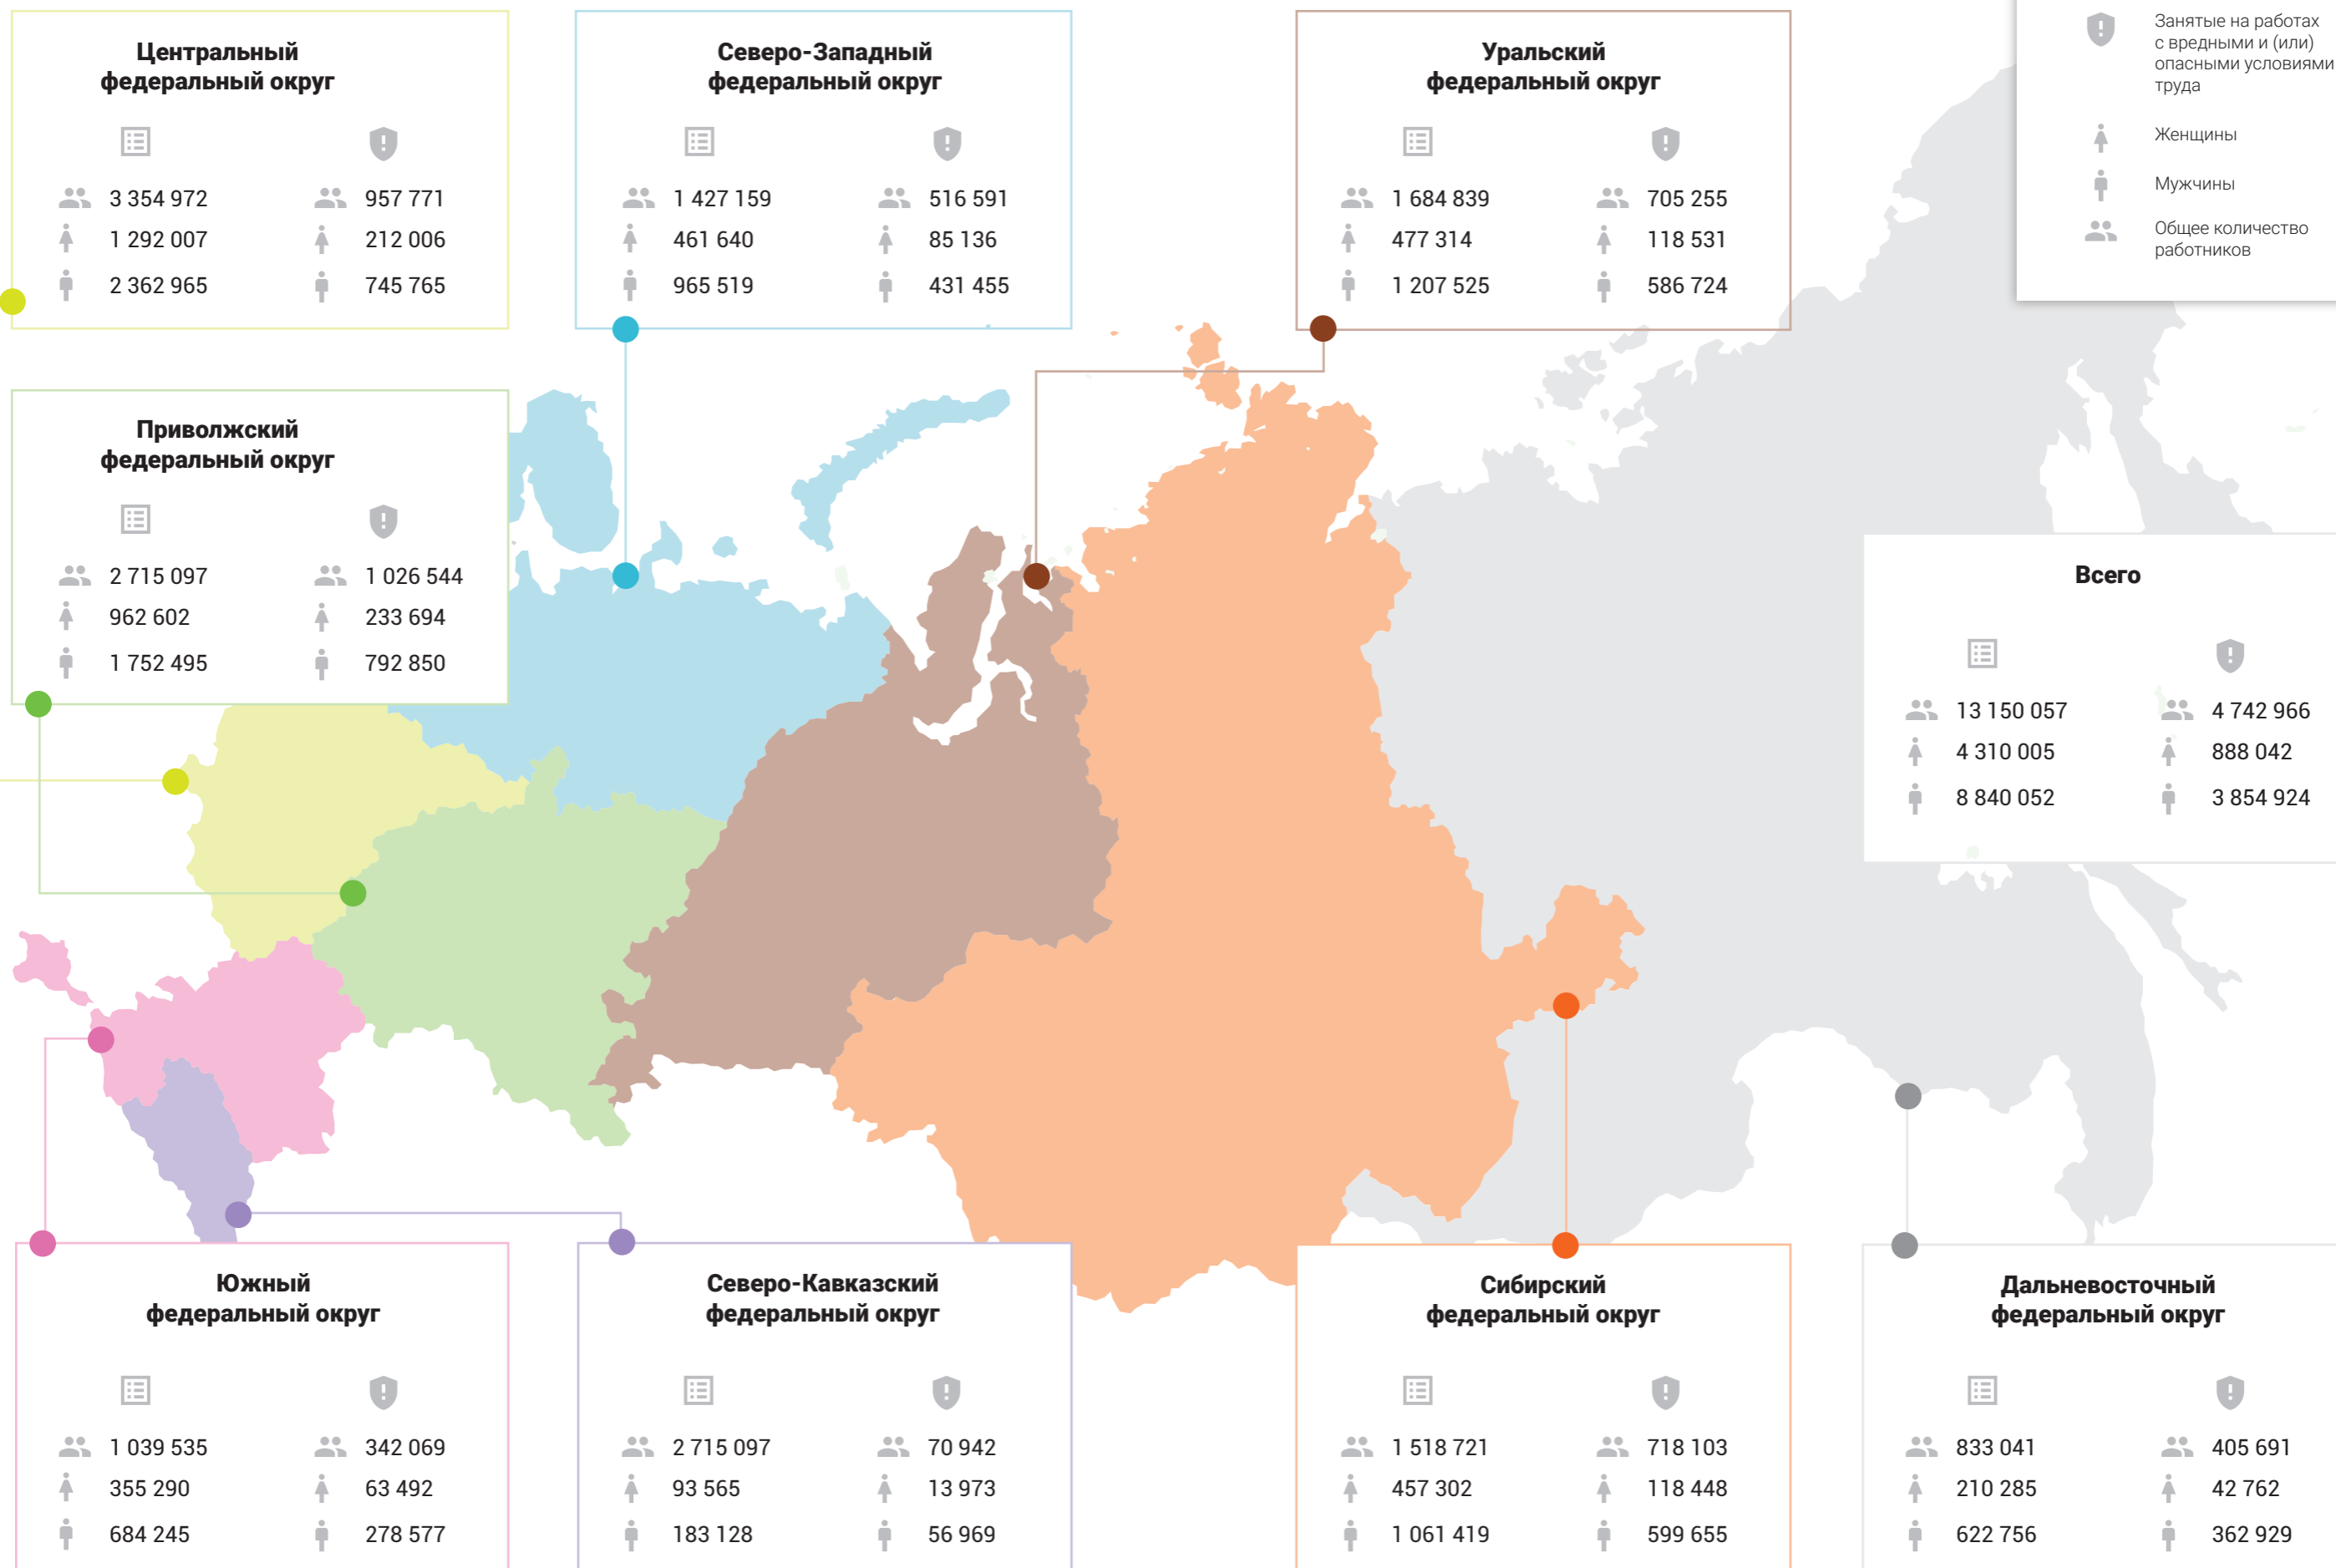 Центральный
федеральный округ
3 354 972 957 771
1 292 007 212 006
2 362 965 745 765
Северо-Западный
федеральный округ
1 427 159 516 591
461 640 85 136
965 519 431 455
Уральский
федеральный округ
1 684 839 705 255
477 314 118 531
1 207 525 586 724
Занятые на работах
с вредными и (или)
опасными условиями
труда
Женщины
Мужчины
Общее количество
работников
Приволжский
федеральный округ
2 715 097 1 026 544
962 602 233 694
1 752 495 792 850
Всего
13 150 057 4 742 966
4 310 005 888 042
8 840 052 3 854 924
Южный
федеральный округ
1 039 535 342 069
355 290 63 492
684 245 278 577
Северо-Кавказский
федеральный округ
2 715 097 70 942
93 565 13 973
183 128 56 969
Сибирский
федеральный округ
1 518 721 718 103
457 302 118 448
1 061 419 599 655
Дальневосточный
федеральный округ
833 041 405 691
210 285 42 762
622 756 362 929